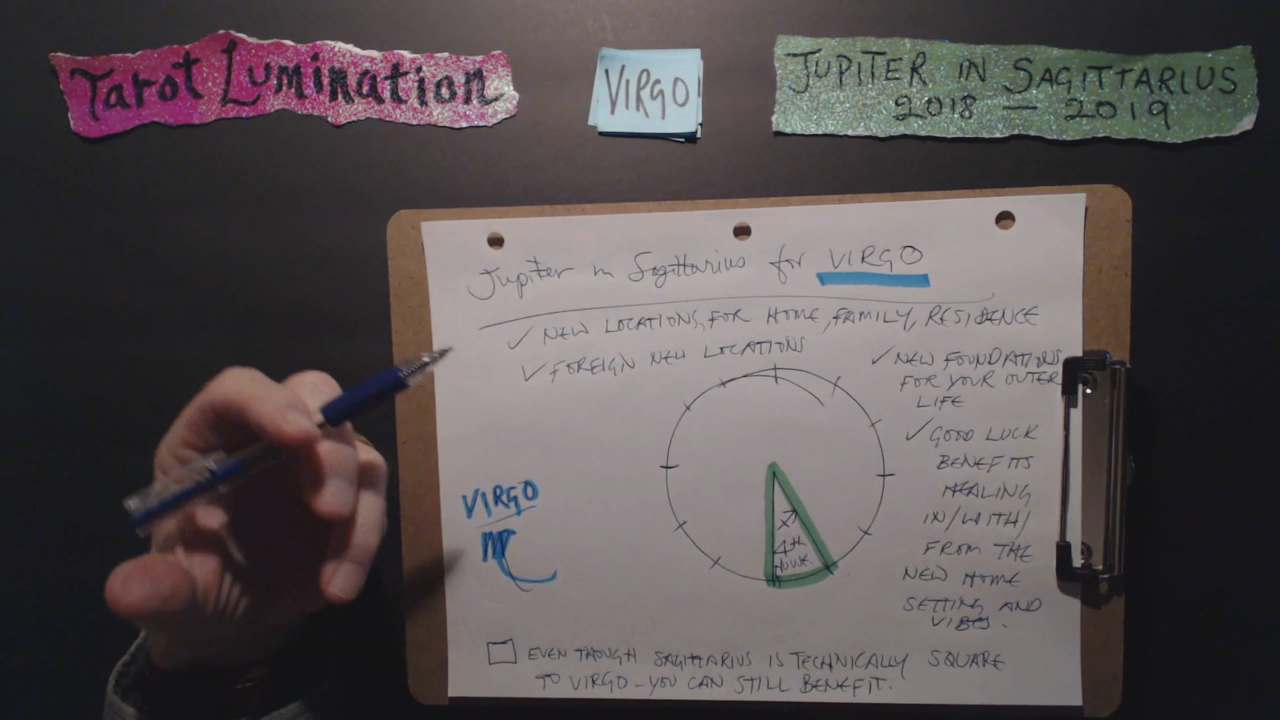 Tarot Lumination
VIRGO
JUPITER IN SAGITTARIUS
2018 — 2019
Jupiter in Sagittarius for VIRGO
✓ NEW LOCATIONS, FOR HOME, FAMILY, RESIDENCE
✓ FOREIGN NEW LOCATIONS
✓ NEW FOUNDATIONS
FOR YOUR OUTER
LIFE
✓ GOOD LUCK
BENEFITS
HEALING
IN/WITH/
FROM THE
NEW HOME
SETTING AND
VIBES.
VIRGO
♍
♐
4th
HOUSE
□ EVEN THOUGH SAGITTARIUS IS TECHNICALLY SQUARE
TO VIRGO - YOU CAN STILL BENEFIT.